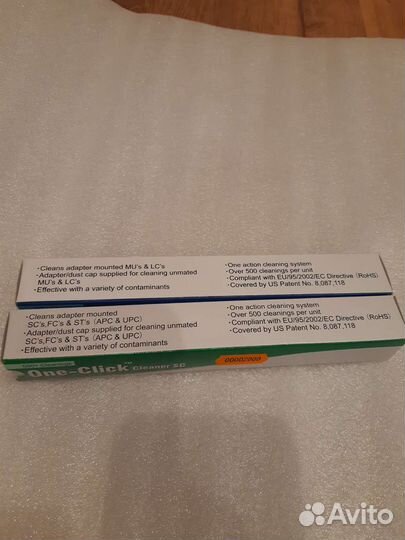 ·Cleans adapter mounted MU's & LC's
·Adapter/dust cap supplied for cleaning unmated
MU's & LC's
·Effective with a variety of contaminants
·One action cleaning system
·Over 500 cleanings per unit
·Compliant with EU/95/2002/EC Directive (RoHS)
·Covered by US Patent No. 8,087,118
·Cleans adapter mounted
SC's,FC's & ST's (APC & UPC)
·Adapter/dust cap supplied for cleaning unmated
SC's,FC's & ST's (APC & UPC)
·Effective with a variety of contaminants
·One action cleaning system
·Over 500 cleanings per unit
·Compliant with EU/95/2002/EC Directive (RoHS)
·Covered by US Patent No. 8,087,118
One-Click™ Cleaner SC
00002000
Avito